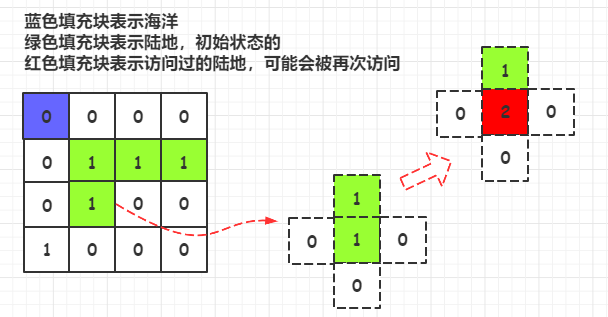 蓝色填充块表示海洋
绿色填充块表示陆地，初始状态的
红色填充块表示访问过的陆地，可能会被再次访问
0 0 0 0
0 1 1 1
0 1 0 0
1 0 0 0
1
0 1 0
0
1
0 2 0
0